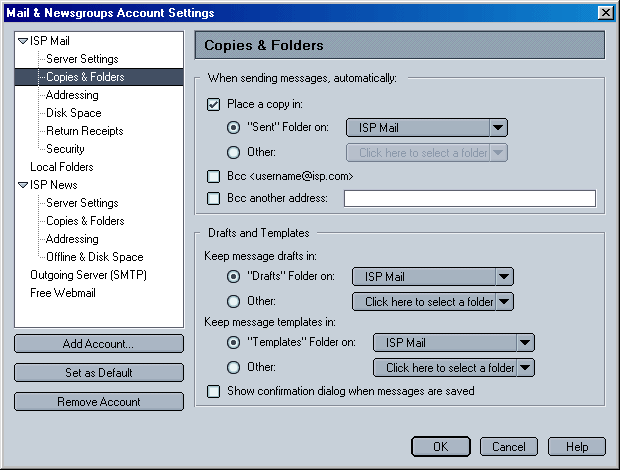 Mail & Newsgroups Account Settings
ISP Mail
Server Settings
Copies & Folders
Addressing
Disk Space
Return Receipts
Security
Local Folders
ISP News
Server Settings
Copies & Folders
Addressing
Offline & Disk Space
Outgoing Server (SMTP)
Free Webmail
Add Account...
Set as Default
Remove Account
Copies & Folders
When sending messages, automatically:
Place a copy in:
"Sent" Folder on: ISP Mail
Other: Click here to select a folder
Bcc <username@isp.com>
Bcc another address:
Drafts and Templates
Keep message drafts in:
"Drafts" Folder on: ISP Mail
Other: Click here to select a folder
Keep message templates in:
"Templates" Folder on: ISP Mail
Other: Click here to select a folder
Show confirmation dialog when messages are saved
OK Cancel Help